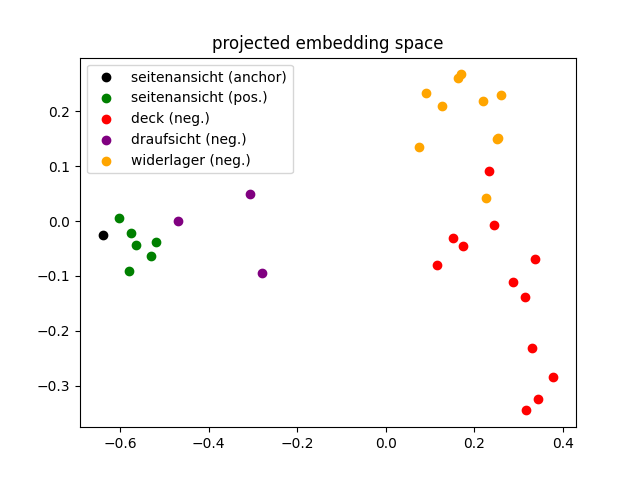 projected embedding space
seitenansicht (anchor)
seitenansicht (pos.)
deck (neg.)
draufsicht (neg.)
widerlager (neg.)
0.2
0.1
0.0
−0.1
−0.2
−0.3
−0.6 −0.4 −0.2 0.0 0.2 0.4